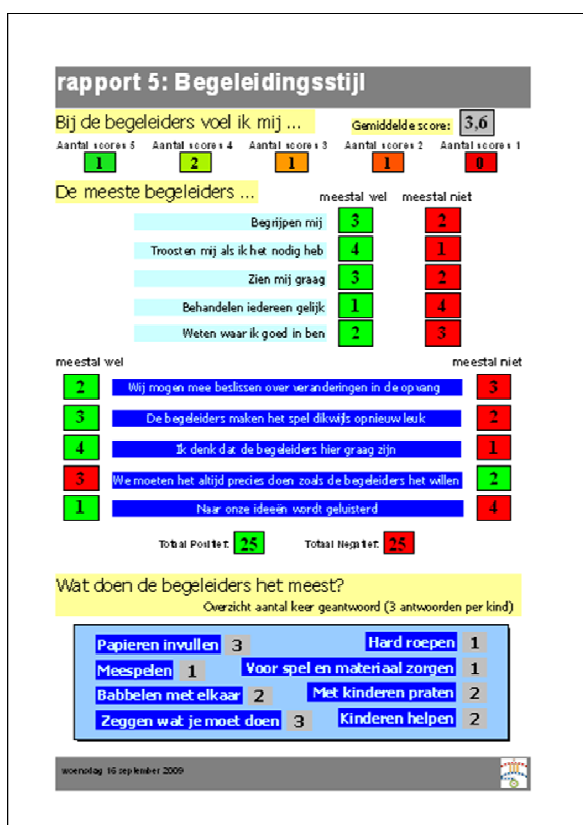 rapport 5: Begeleidingsstijl
Bij de begeleiders voel ik mij ... Gemiddelde score: 3,6
Aantal scores 5 Aantal scores 4 Aantal scores 3 Aantal scores 2 Aantal scores 1
1 2 1 1 0
De meeste begeleiders ... meestal wel meestal niet
Begrijpen mij 3 2
Troosten mij als ik het nodig heb 4 1
Zien mij graag 3 2
Behandelen iedereen gelijk 1 4
Weten waar ik goed in ben 2 3
meestal wel meestal niet
2 Wij mogen mee beslissen over veranderingen in de opvang 3
3 De begeleiders maken het spel dikwijls opnieuw leuk 2
4 Ik denk dat de begeleiders hier graag zijn 1
3 We moeten het altijd precies doen zoals de begeleiders het willen 2
1 Naar onze ideeën wordt geluisterd 4
Totaal Positief: 25 Totaal Negatief: 25
Wat doen de begeleiders het meest?
Overzicht aantal keer geantwoord (3 antwoorden per kind)
Papieren invullen 3 Hard roepen 1
Meespelen 1 Voor spel en materiaal zorgen 1
Babbelen met elkaar 2 Met kinderen praten 2
Zeggen wat je moet doen 3 Kinderen helpen 2
woensdag 16 september 2009